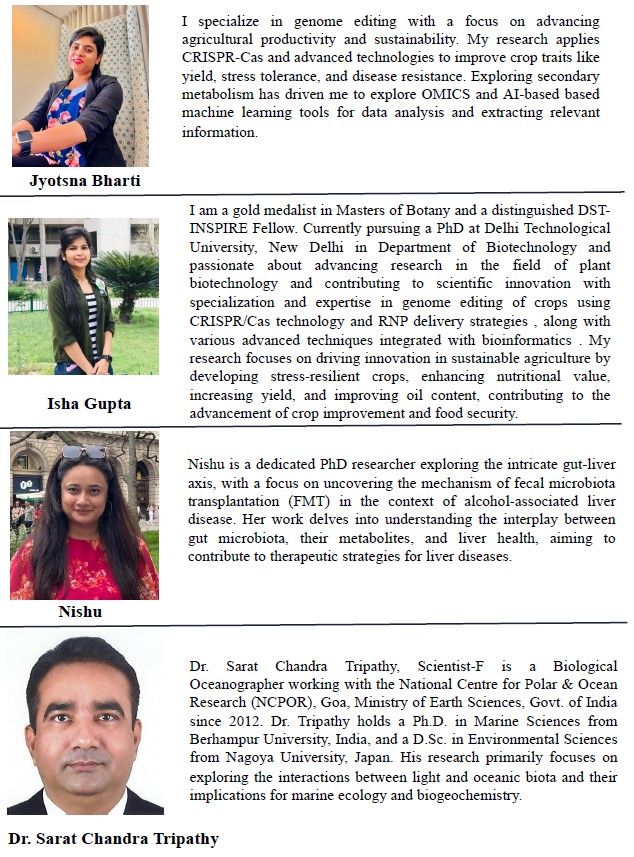 I specialize in genome editing with a focus on advancing
agricultural productivity and sustainability. My research applies
CRISPR-Cas and advanced technologies to improve crop traits like
yield, stress tolerance, and disease resistance. Exploring secondary
metabolism has driven me to explore OMICS and AI-based based
machine learning tools for data analysis and extracting relevant
information.
Jyotsna Bharti
I am a gold medalist in Masters of Botany and a distinguished DST-
INSPIRE Fellow. Currently pursuing a PhD at Delhi Technological
University, New Delhi in Department of Biotechnology and
passionate about advancing research in the field of plant
biotechnology and contributing to scientific innovation with
specialization and expertise in genome editing of crops using
CRISPR/Cas technology and RNP delivery strategies , along with
various advanced techniques integrated with bioinformatics . My
research focuses on driving innovation in sustainable agriculture by
developing stress-resilient crops, enhancing nutritional value,
increasing yield, and improving oil content, contributing to the
advancement of crop improvement and food security.
Isha Gupta
Nishu is a dedicated PhD researcher exploring the intricate gut-liver
axis, with a focus on uncovering the mechanism of fecal microbiota
transplantation (FMT) in the context of alcohol-associated liver
disease. Her work delves into understanding the interplay between
gut microbiota, their metabolites, and liver health, aiming to
contribute to therapeutic strategies for liver diseases.
Nishu
Dr. Sarat Chandra Tripathy, Scientist-F is a Biological
Oceanographer working with the National Centre for Polar & Ocean
Research (NCPOR), Goa, Ministry of Earth Sciences, Govt. of India
since 2012. Dr. Tripathy holds a Ph.D. in Marine Sciences from
Berhampur University, India, and a D.Sc. in Environmental Sciences
from Nagoya University, Japan. His research primarily focuses on
exploring the interactions between light and oceanic biota and their
implications for marine ecology and biogeochemistry.
Dr. Sarat Chandra Tripathy